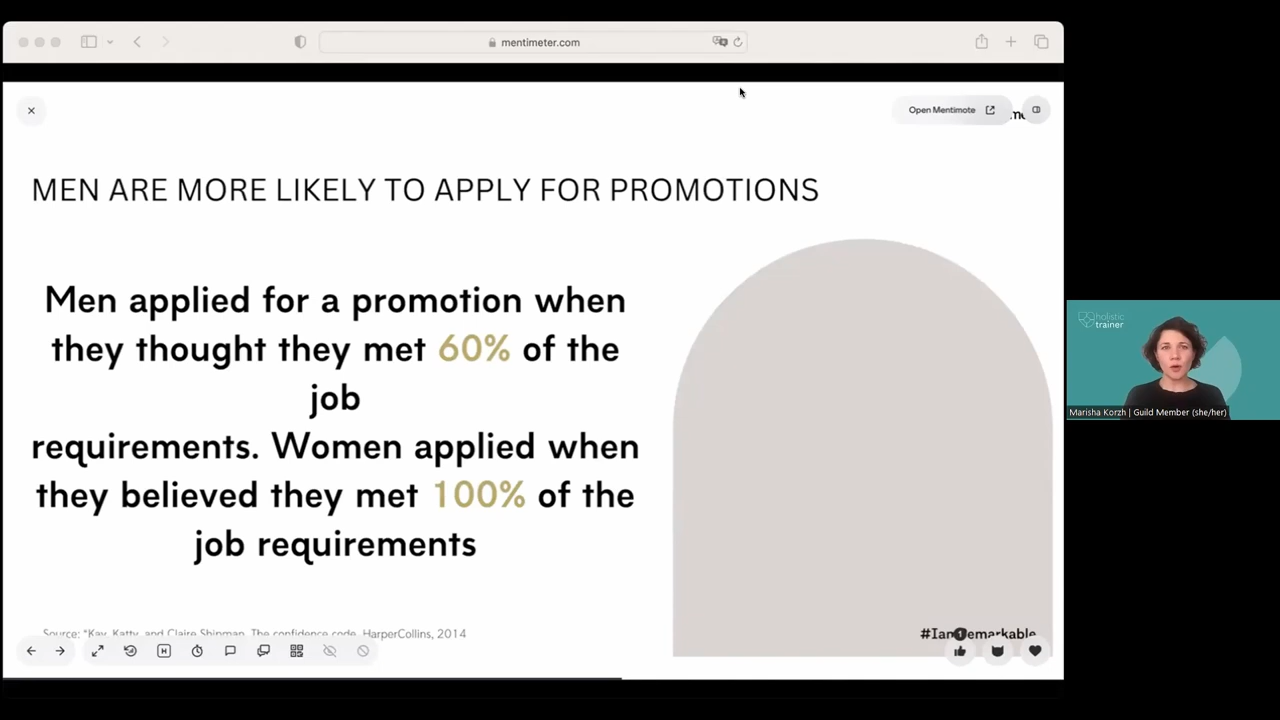 mentimeter.com
Open Mentimote
MEN ARE MORE LIKELY TO APPLY FOR PROMOTIONS
Men applied for a promotion when
they thought they met 60% of the
job
requirements. Women applied when
they believed they met 100% of the
job requirements
Source: *Kay, Katty, and Claire Shipman. The confidence code. HarperCollins, 2014
#IamRemarkable
1
H
holistic
trainer
Marisha Korzh | Guild Member (she/her)